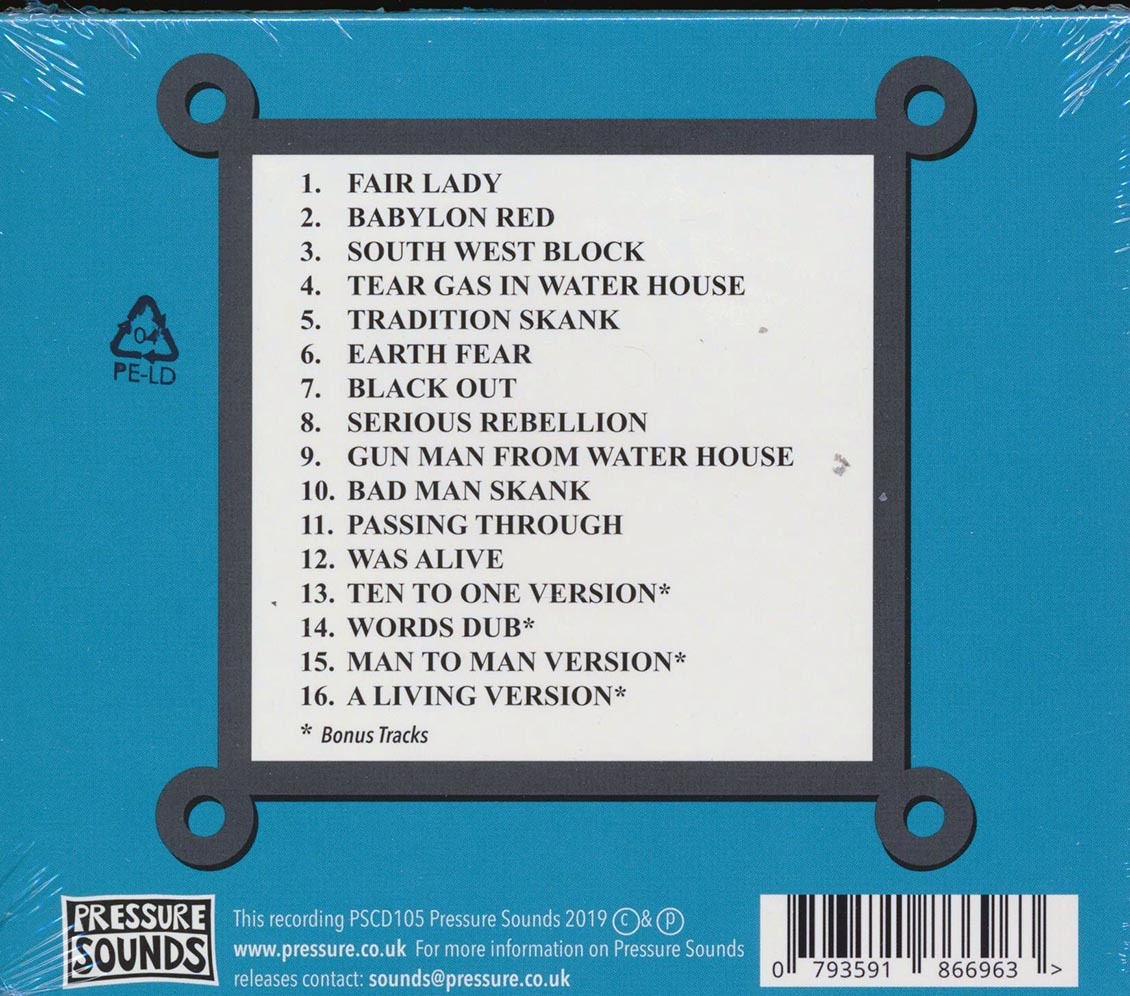 1. FAIR LADY
2. BABYLON RED
3. SOUTH WEST BLOCK
4. TEAR GAS IN WATER HOUSE
5. TRADITION SKANK
6. EARTH FEAR
7. BLACK OUT
8. SERIOUS REBELLION
9. GUN MAN FROM WATER HOUSE
10. BAD MAN SKANK
11. PASSING THROUGH
12. WAS ALIVE
13. TEN TO ONE VERSION*
14. WORDS DUB*
15. MAN TO MAN VERSION*
16. A LIVING VERSION*
* Bonus Tracks
04
PE-LD
PRESSURE
SOUNDS
This recording PSCD105 Pressure Sounds 2019 ©& ℗
www.pressure.co.uk For more information on Pressure Sounds
releases contact: sounds@pressure.co.uk
0 793591 866963 >